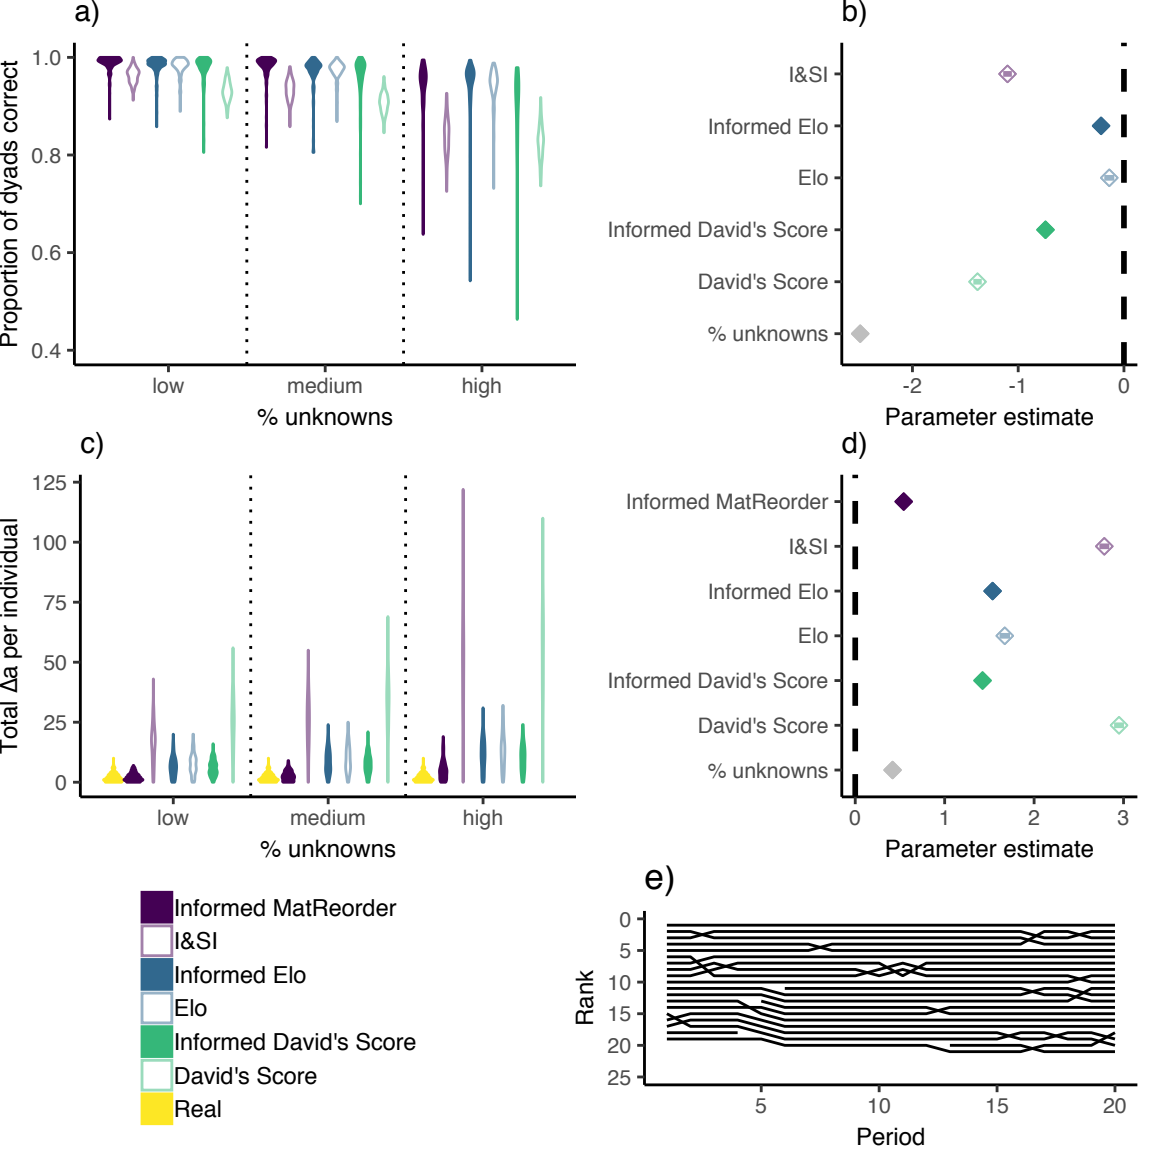 a)
Proportion of dyads correct
1.0
0.8
0.6
0.4
low medium high
% unknowns
b)
I&SI
Informed Elo
Elo
Informed David's Score
David's Score
% unknowns
-2 -1 0
Parameter estimate
c)
Total Δa per individual
125
100
75
50
25
0
low medium high
% unknowns
d)
Informed MatReorder
I&SI
Informed Elo
Elo
Informed David's Score
David's Score
% unknowns
0 1 2 3
Parameter estimate
Informed MatReorder
I&SI
Informed Elo
Elo
Informed David's Score
David's Score
Real
e)
Rank
0
5
10
15
20
25
5 10 15 20
Period